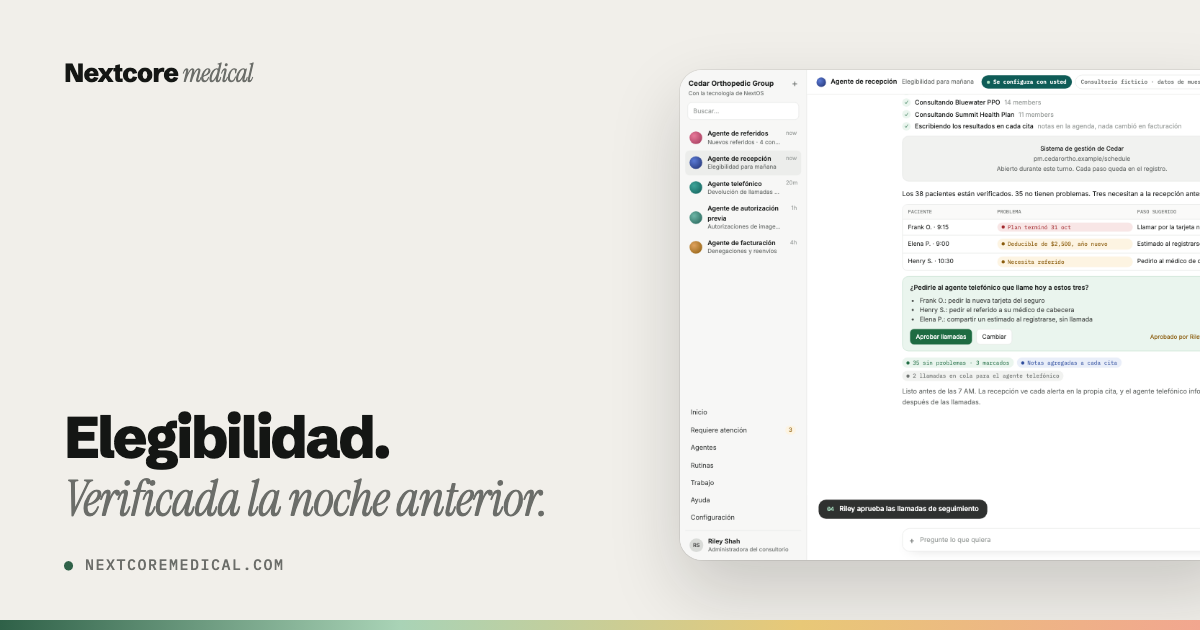 Nextcore medical
Elegibilidad.
Verificada la noche anterior.
NEXTCOREMEDICAL.COM
Cedar Orthopedic Group +
Con la tecnología de NextOS
Buscar...
Agente de referidos now
Nuevos referidos · 4 con...
Agente de recepción now
Elegibilidad para mañana
Agente telefónico 20m
Devolución de llamadas ...
Agente de autorización previa 1h
Autorizaciones de image...
Agente de facturación 4h
Denegaciones y reenvíos
Inicio
Requiere atención 3
Agentes
Rutinas
Trabajo
Ayuda
Configuración
RS Riley Shah
Administradora del consultorio
Agente de recepción Elegibilidad para mañana Se configura con usted Consultorio ficticio · datos de
Consultando Bluewater PPO 14 members
Consultando Summit Health Plan 11 members
Escribiendo los resultados en cada cita notas en la agenda, nada cambió en facturación
Sistema de gestión de Cedar
pm.cedarortho.example/schedule
Abierto durante este turno. Cada paso queda en el registro.
Los 38 pacientes están verificados. 35 no tienen problemas. Tres necesitan a la recepción
PACIENTE PROBLEMA PASO SUGERIDO
Frank O. · 9:15 Plan terminó 31 oct Llamar por la tarjeta
Elena P. · 9:00 Deducible de $2,500, año nuevo Estimado al
Henry S. · 10:30 Necesita referido Pedirlo al médico de
¿Pedirle al agente telefónico que llame hoy a estos tres?
• Frank O.: pedir la nueva tarjeta del seguro
• Henry S.: pedir el referido a su médico de cabecera
• Elena P.: compartir un estimado al registrarse, sin llamada
Aprobar llamadas Cambiar Aprobado por
35 sin problemas · 3 marcados Notas agregadas a cada cita
2 llamadas en cola para el agente telefónico
Listo antes de las 7 AM. La recepción ve cada alerta en la propia cita, y el agente telefónico
después de las llamadas.
04 Riley aprueba las llamadas de seguimiento
+ Pregunte lo que quiera